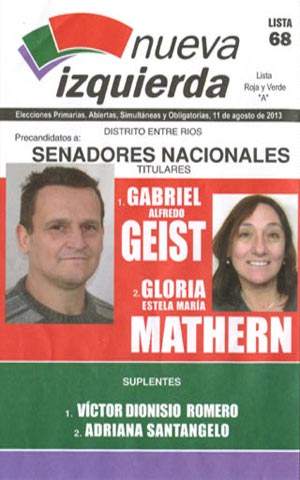 nueva
izquierda
LISTA
68
Lista
Roja y Verde
"A"
Elecciones Primarias, Abiertas, Simultáneas y Obligatorias, 11 de agosto de 2013
DISTRITO ENTRE RIOS
Precandidatos a:
SENADORES NACIONALES
TITULARES
1. GABRIEL
ALFREDO
GEIST
2. GLORIA
ESTELA MARÍA
MATHERN
SUPLENTES
1. VÍCTOR DIONISIO ROMERO
2. ADRIANA SANTANGELO